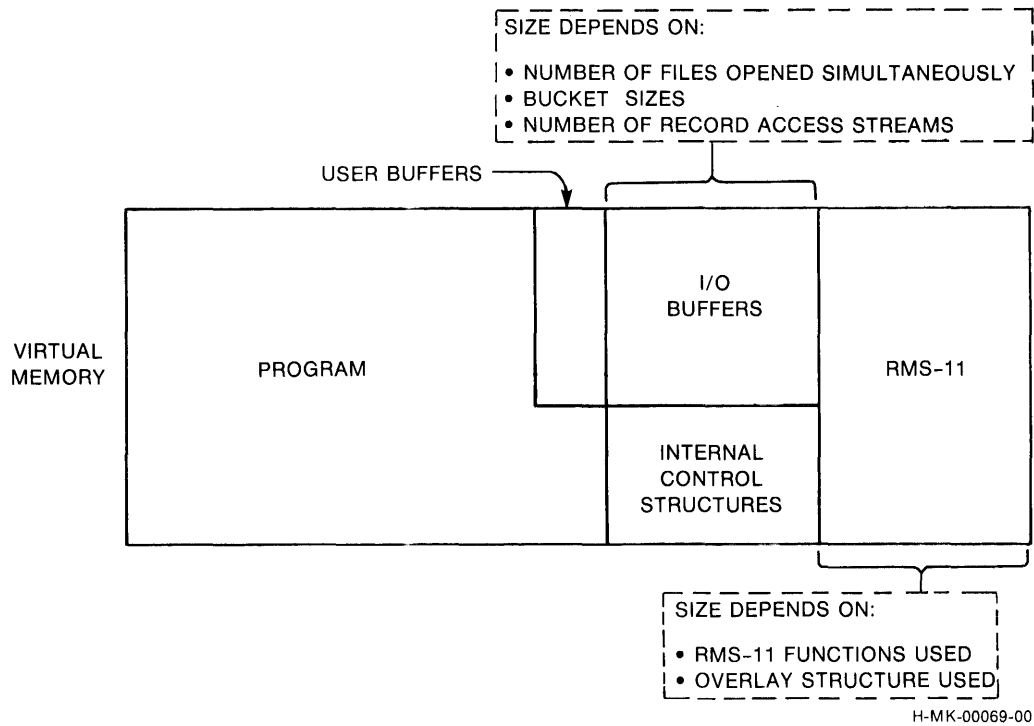 SIZE DEPENDS ON:
• NUMBER OF FILES OPENED SIMULTANEOUSLY
• BUCKET SIZES
• NUMBER OF RECORD ACCESS STREAMS
USER BUFFERS
VIRTUAL
MEMORY
PROGRAM
I/O
BUFFERS
INTERNAL
CONTROL
STRUCTURES
RMS-11
SIZE DEPENDS ON:
• RMS-11 FUNCTIONS USED
• OVERLAY STRUCTURE USED
H-MK-00069-00